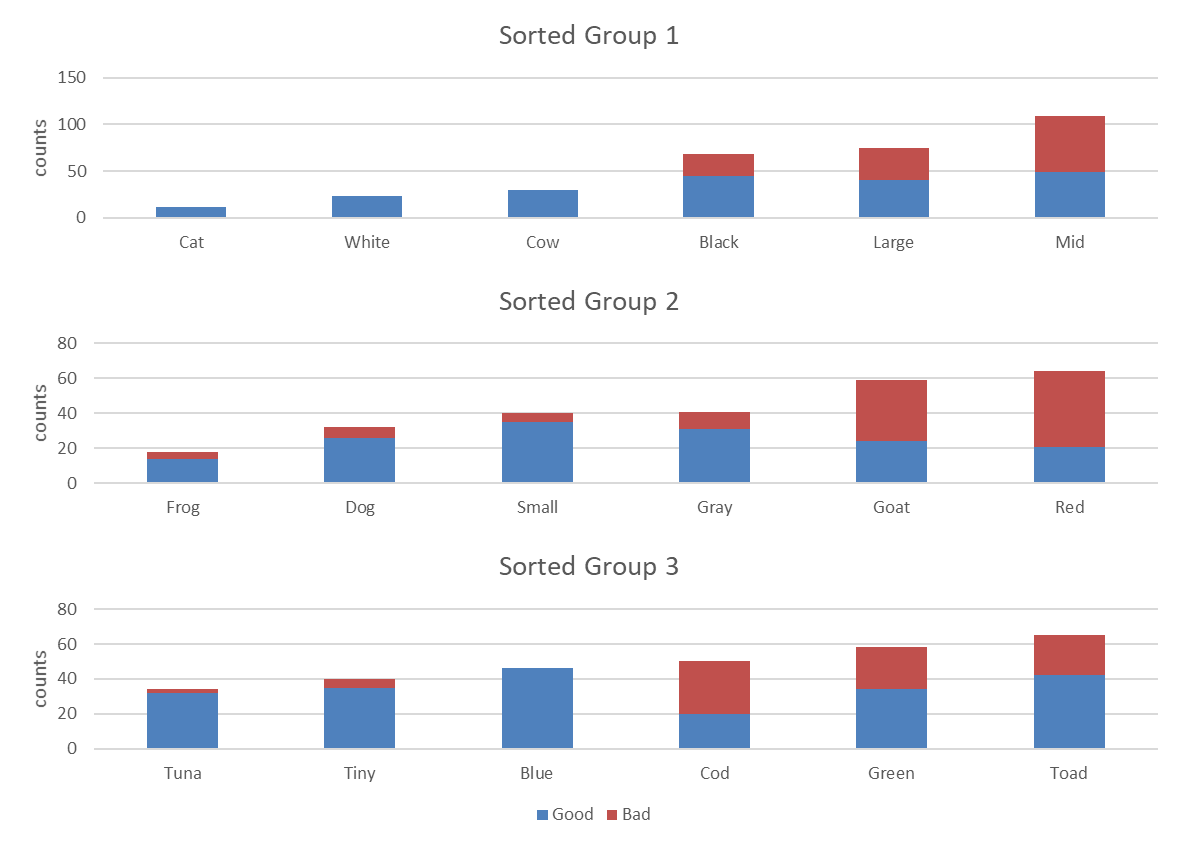 Sorted Group 1
150
100
50
0
counts
Cat White Cow Black Large Mid
Sorted Group 2
80
60
40
20
0
counts
Frog Dog Small Gray Goat Red
Sorted Group 3
80
60
40
20
0
counts
Tuna Tiny Blue Cod Green Toad
Good Bad